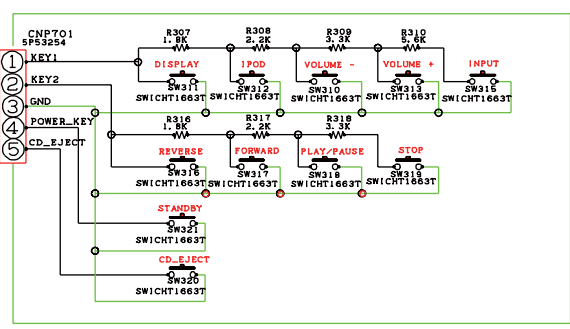 CNP701
5P53254
1 KEY1
2 KEY2
3 GND
4 POWER_KEY
5 CD_EJECT
R307 R308 R309 R310
1.8K 2.2K 3.3K 5.6K
DISPLAY IPOD VOLUME - VOLUME + INPUT
SW311 SW312 SW310 SW313 SW315
SWICHT1663T SWICHT1663T SWICHT1663T SWICHT1663T SWICHT1663T
R316 R317 R318
1.8K 2.2K 3.3K
REVERSE FORWARD PLAY/PAUSE STOP
SW316 SW317 SW318 SW319
SWICHT1663T SWICHT1663T SWICHT1663T SWICHT1663T
STANDBY
SW321
SWICHT1663T
CD_EJECT
SW320
SWICHT1663T